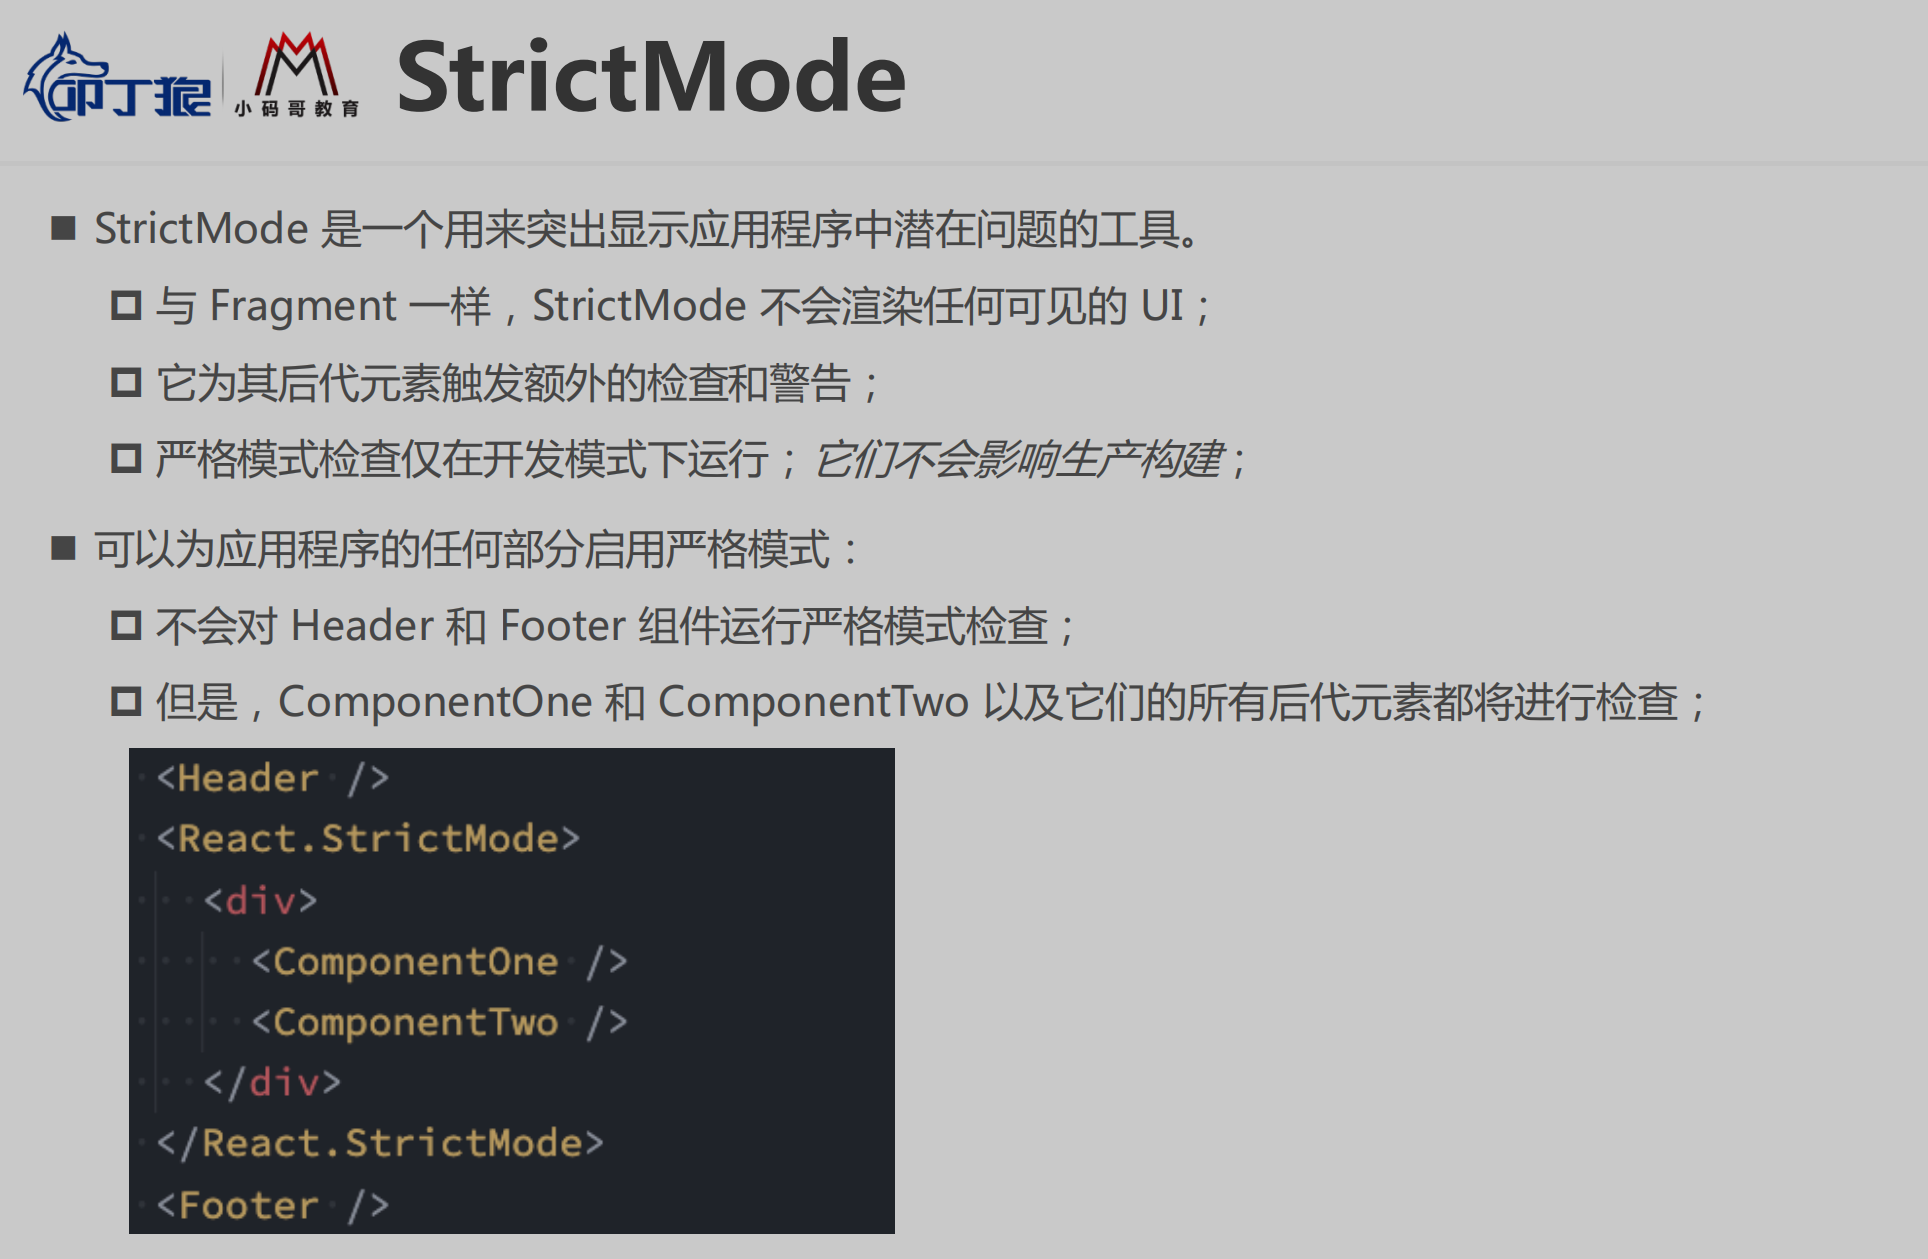 叩丁狼
小码哥教育
StrictMode
StrictMode 是一个用来突出显示应用程序中潜在问题的工具。
与 Fragment 一样，StrictMode 不会渲染任何可见的 UI；
它为其后代元素触发额外的检查和警告；
严格模式检查仅在开发模式下运行；它们不会影响生产构建；
可以为应用程序的任何部分启用严格模式：
不会对 Header 和 Footer 组件运行严格模式检查；
但是，ComponentOne 和 ComponentTwo 以及它们的所有后代元素都将进行检查；
<Header />
<React.StrictMode>
<div>
<ComponentOne />
<ComponentTwo />
</div>
</React.StrictMode>
<Footer />